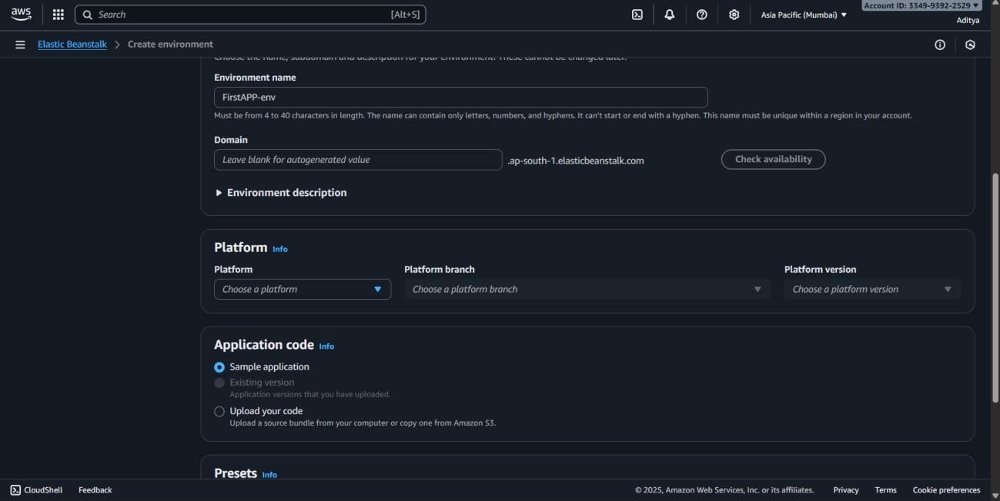 aws
Search [Alt+S]
Asia Pacific (Mumbai)
Account ID: 3349-9392-2529
Aditya
Elastic Beanstalk > Create environment
Choose the name, subdomain and description for your environment. These cannot be changed later.
Environment name
FirstAPP-env
Must be from 4 to 40 characters in length. The name can contain only letters, numbers, and hyphens. It can't start or end with a hyphen. This name must be unique within a region in your account.
Domain
Leave blank for autogenerated value .ap-south-1.elasticbeanstalk.com Check availability
Environment description
Platform Info
Platform Platform branch Platform version
Choose a platform Choose a platform branch Choose a platform version
Application code Info
Sample application
Existing version
Application versions that you have uploaded.
Upload your code
Upload a source bundle from your computer or copy one from Amazon S3.
Presets Info
CloudShell Feedback © 2025, Amazon Web Services, Inc. or its affiliates. Privacy Terms Cookie preferences